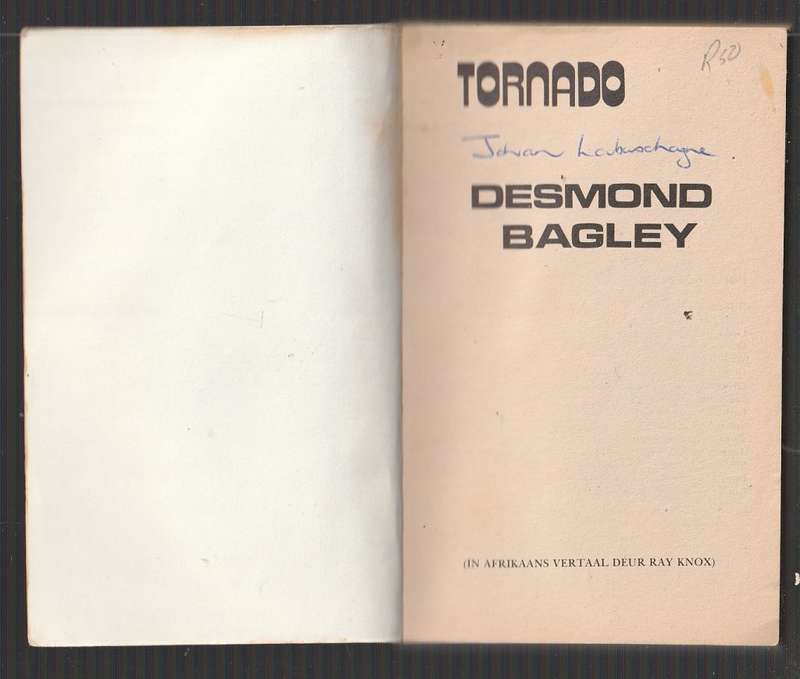 R50
TORNADO
Johan Labuschagne
DESMOND
BAGLEY
(IN AFRIKAANS VERTAAL DEUR RAY KNOX)